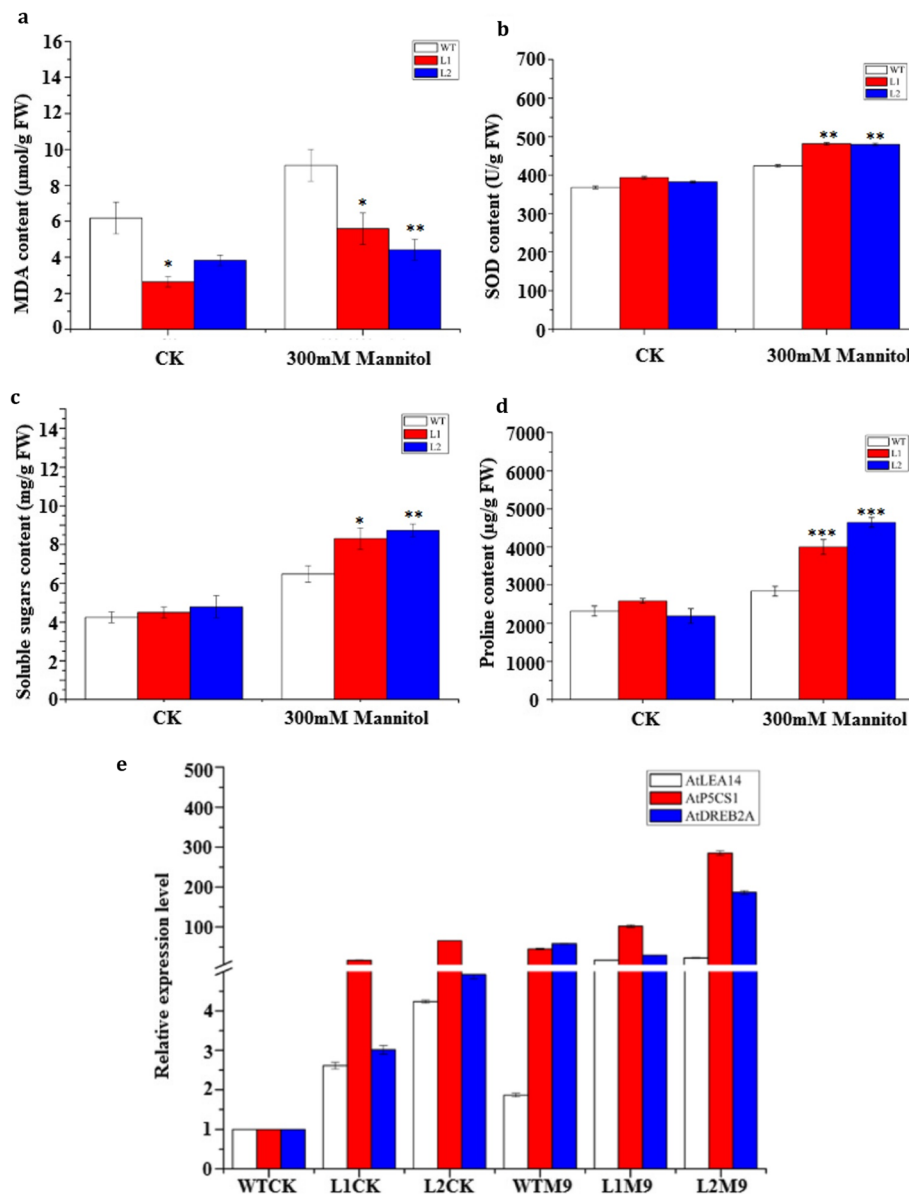 a
MDA content (µmol/g FW)
16
14
12
10
8
6
4
2
0
WT
L1
L2
*
*
**
CK
300mM Mannitol
b
SOD content (U/g FW)
700
600
500
400
300
200
100
0
WT
L1
L2
**
**
CK
300mM Mannitol
c
Soluble sugars content (mg/g FW)
14
12
10
8
6
4
2
0
WT
L1
L2
*
**
CK
300mM Mannitol
d
Proline content (µg/g FW)
7000
6000
5000
4000
3000
2000
1000
0
WT
L1
L2
***
***
CK
300mM Mannitol
e
Relative expression level
500
400
300
200
100
4
3
2
1
0
AtLEA14
AtP5CS1
AtDREB2A
WTCK L1CK L2CK WTM9 L1M9 L2M9